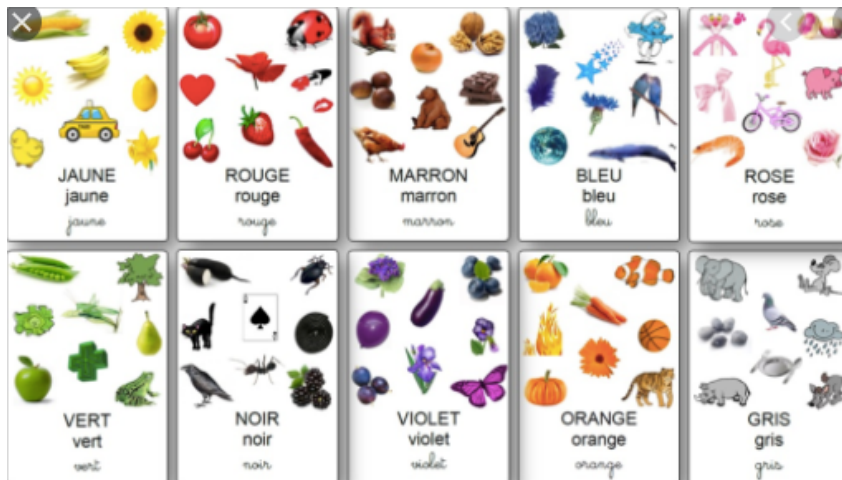 JAUNE
jaune
jaune
ROUGE
rouge
rouge
MARRON
marron
marron
BLEU
bleu
bleu
ROSE
rose
rose
VERT
vert
vert
NOIR
noir
noir
VIOLET
violet
violet
ORANGE
orange
orange
GRIS
gris
gris